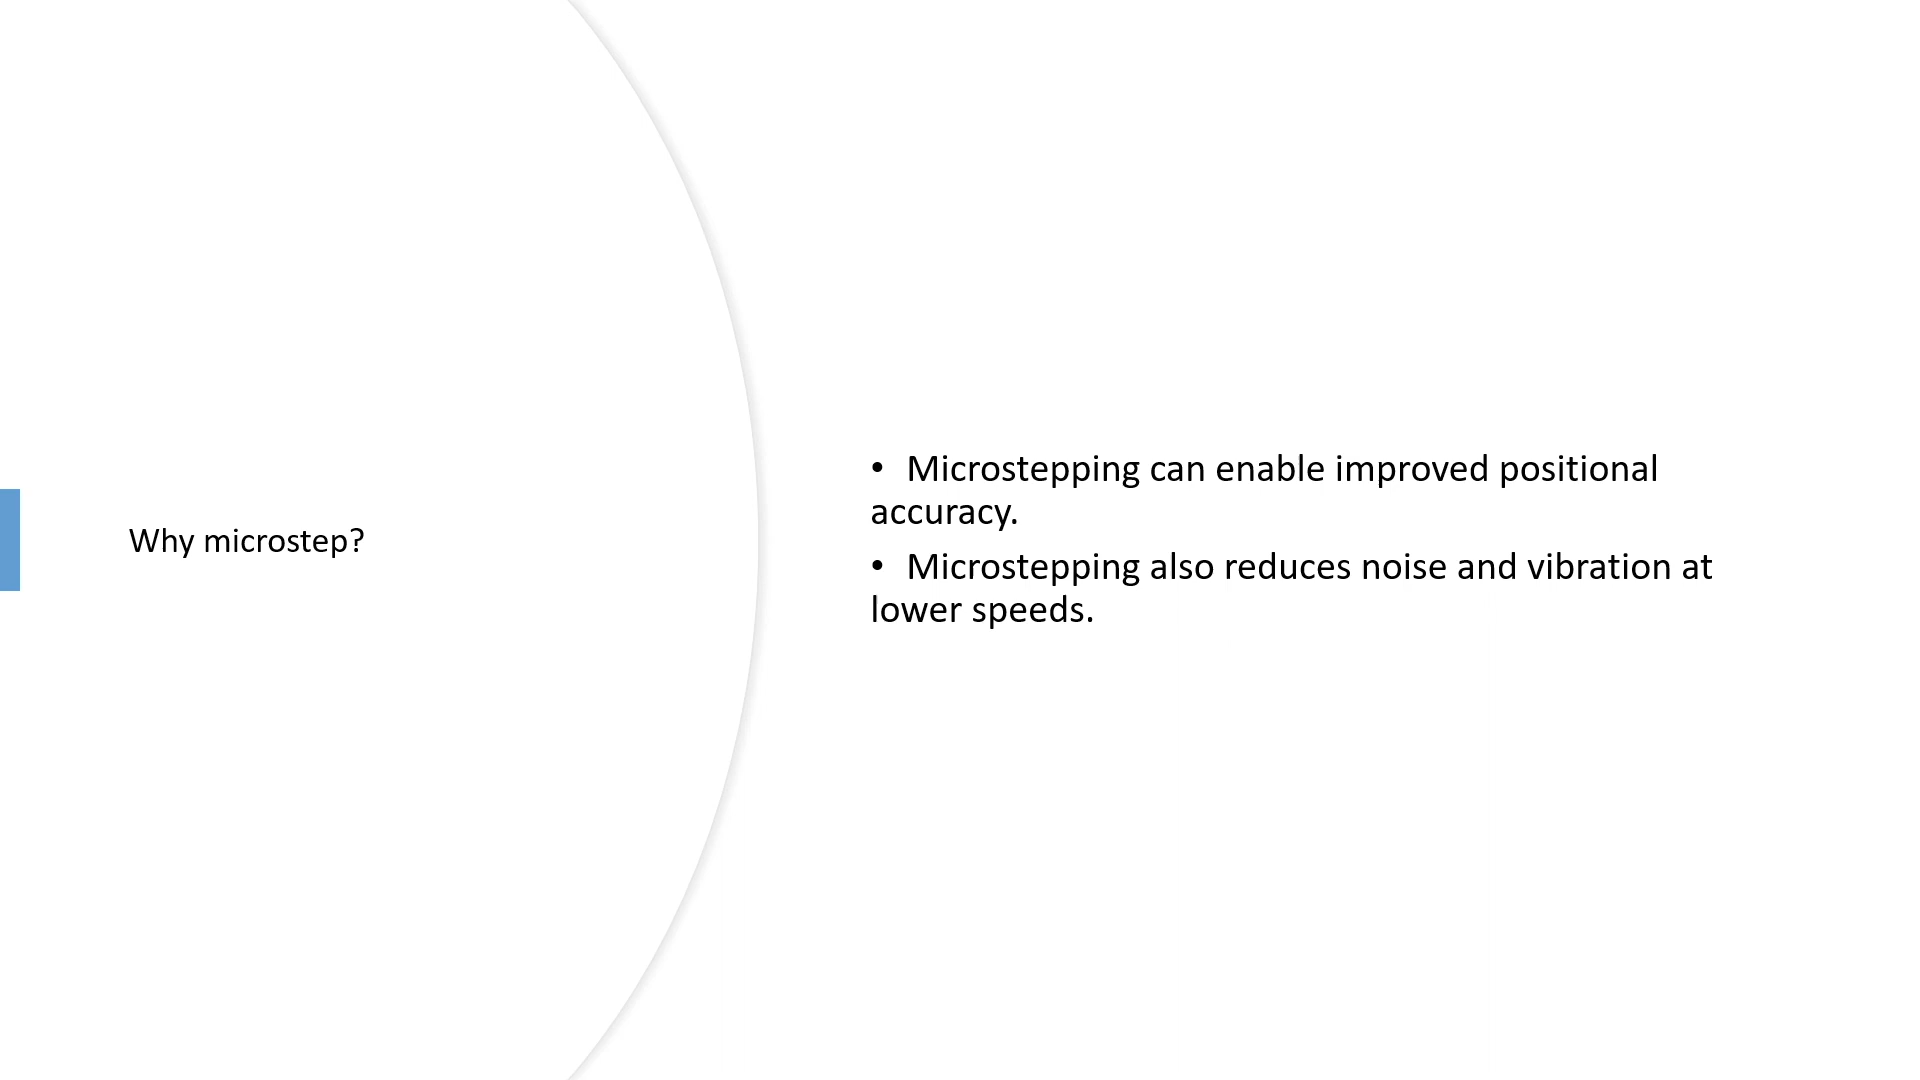 Why microstep?
• Microstepping can enable improved positional
accuracy.
• Microstepping also reduces noise and vibration at
lower speeds.